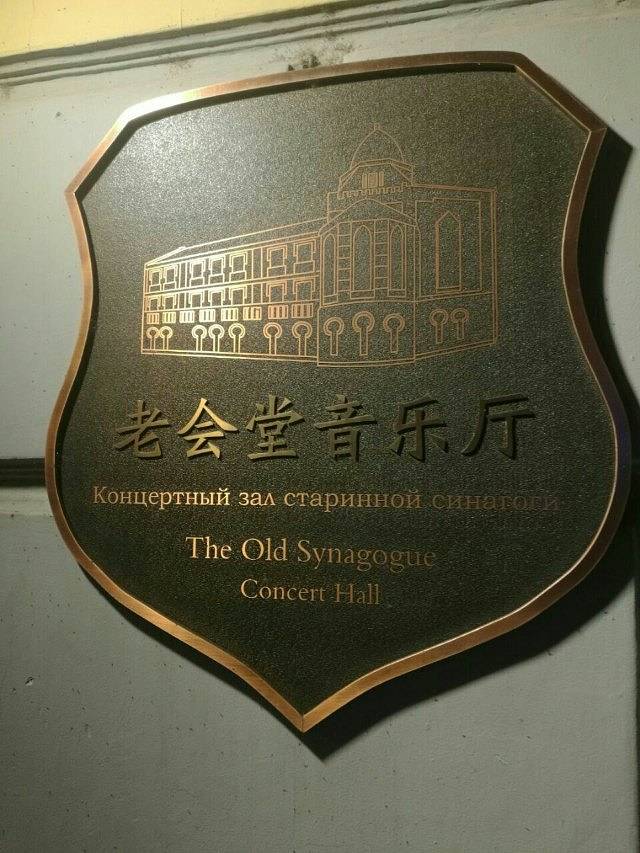 老会堂音乐厅
Концертный зал старинной синагоги
The Old Synagogue
Concert Hall